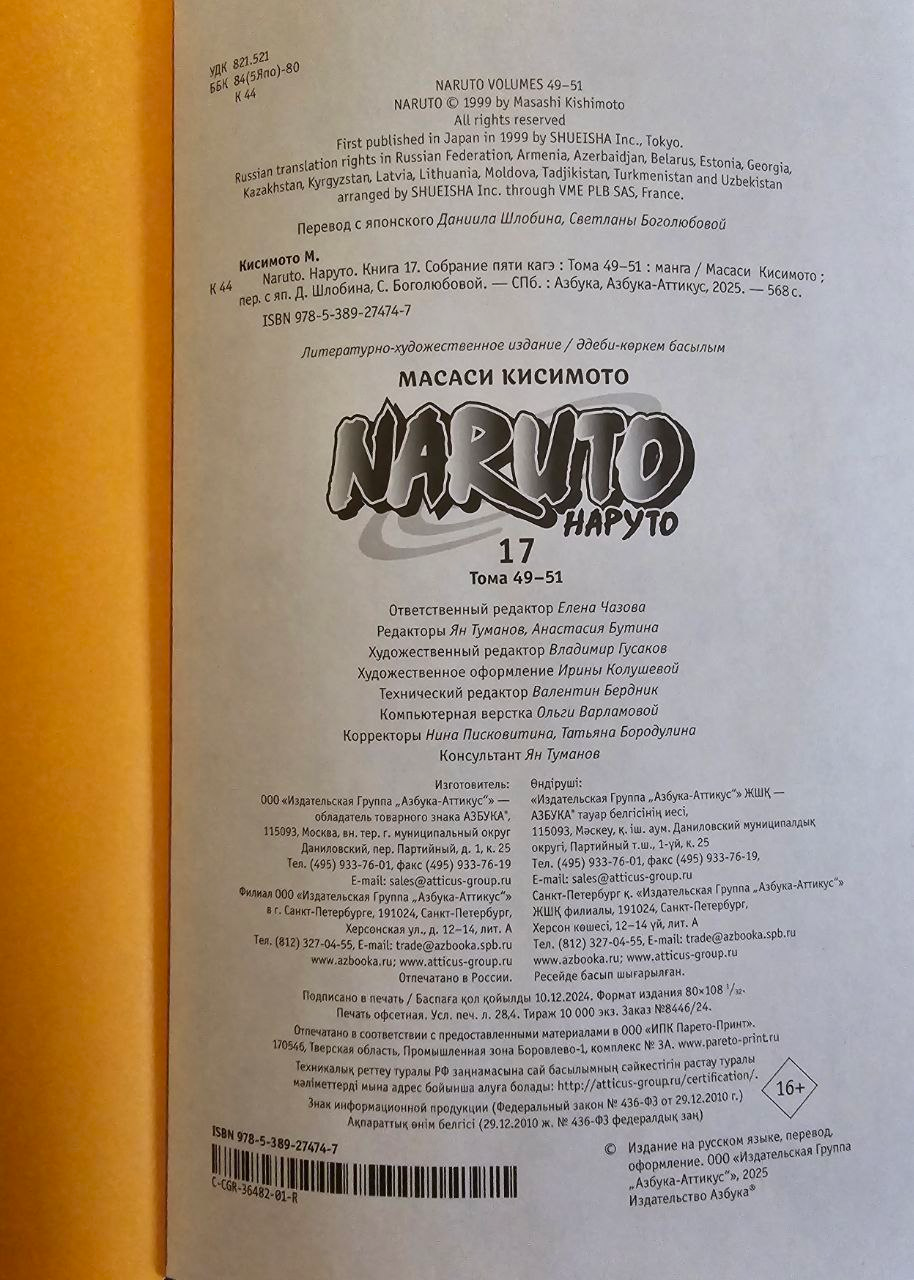 УДК 821.521
ББК 84(5Япо)-80
К 44
NARUTO VOLUMES 49–51
NARUTO © 1999 by Masashi Kishimoto
All rights reserved
First published in Japan in 1999 by SHUEISHA Inc., Tokyo.
Russian translation rights in Russian Federation, Armenia, Azerbaidjan, Belarus, Estonia, Georgia,
Kazakhstan, Kyrgyzstan, Latvia, Lithuania, Moldova, Tadjikistan, Turkmenistan and Uzbekistan
arranged by SHUEISHA Inc. through VME PLB SAS, France.
Перевод с японского Даниила Шлобина, Светланы Боголюбовой
Кисимото М.
К 44 Naruto. Наруто. Книга 17. Собрание пяти кагэ : Тома 49–51 : манга / Масаси Кисимото ;
пер. с яп. Д. Шлобина, С. Боголюбовой. — СПб. : Азбука, Азбука-Аттикус, 2025. — 568 с.
ISBN 978-5-389-27474-7
Литературно-художественное издание / Әдеби-көркем басылым
МАСАСИ КИСИМОТО
NARUTO
НАРУТО
17
Тома 49–51
Ответственный редактор Елена Чазова
Редакторы Ян Туманов, Анастасия Бутина
Художественный редактор Владимир Гусаков
Художественное оформление Ирины Колушевой
Технический редактор Валентин Бердник
Компьютерная верстка Ольги Варламовой
Корректоры Нина Писковитина, Татьяна Бородулина
Консультант Ян Туманов
Изготовитель:
ООО «Издательская Группа „Азбука-Аттикус“» —
обладатель товарного знака АЗБУКА®,
115093, Москва, вн. тер. г. муниципальный округ
Даниловский, пер. Партийный, д. 1, к. 25
Тел. (495) 933-76-01, факс (495) 933-76-19
E-mail: sales@atticus-group.ru
Филиал ООО «Издательская Группа „Азбука-Аттикус“»
в г. Санкт-Петербурге, 191024, Санкт-Петербург,
Херсонская ул., д. 12–14, лит. А
Тел. (812) 327-04-55, E-mail: trade@azbooka.spb.ru
www.azbooka.ru; www.atticus-group.ru
Отпечатано в России.
Өндіруші:
«Издательская Группа „Азбука-Аттикус“» ЖШҚ —
АЗБУКА® тауар белгісінің иесі,
115093, Мәскеу, қ. іш. аум. Даниловский муниципалдық
округі, Партийный т.ш., 1-үй, к. 25
Тел. (495) 933-76-01, факс (495) 933-76-19,
E-mail: sales@atticus-group.ru
Санкт-Петербург қ. «Издательская Группа „Азбука-Аттикус“»
ЖШҚ филиалы, 191024, Санкт-Петербург,
Херсон көшесі, 12–14 үй, лит. А
Тел. (812) 327-04-55, E-mail: trade@azbooka.spb.ru
www.azbooka.ru; www.atticus-group.ru
Ресейде басып шығарылған.
Подписано в печать / Баспаға қол қойылды 10.12.2024. Формат издания 80×108 1/32.
Печать офсетная. Усл. печ. л. 28,4. Тираж 10 000 экз. Заказ №8446/24.
Отпечатано в соответствии с предоставленными материалами в ООО «ИПК Парето-Принт».
170546, Тверская область, Промышленная зона Боровлево-1, комплекс № 3А. www.pareto-print.ru
Техникалық реттеу туралы РФ заңнамасына сай басылымның сәйкестігін растау туралы
мәліметтерді мына адрес бойынша алуға болады: http://atticus-group.ru/certification/.
Знак информационной продукции (Федеральный закон № 436-ФЗ от 29.12.2010 г.)
Ақпараттық өнім белгісі (29.12.2010 ж. № 436-ФЗ федералдық заң)
16+
ISBN 978-5-389-27474-7
C-CGR-36482-01-R
© Издание на русском языке, перевод,
оформление. ООО «Издательская Группа
„Азбука-Аттикус“», 2025
Издательство Азбука®